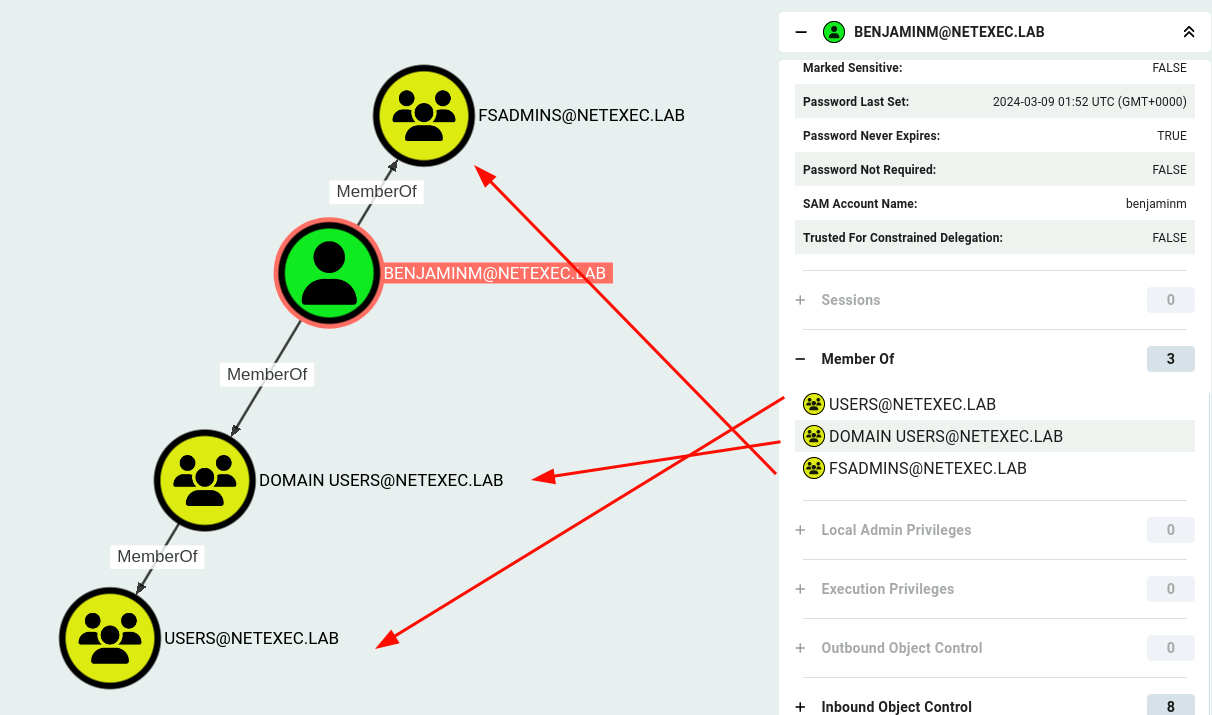 FSADMINS@NETEXEC.LAB
MemberOf
BENJAMINM@NETEXEC.LAB
MemberOf
DOMAIN USERS@NETEXEC.LAB
MemberOf
USERS@NETEXEC.LAB
BENJAMINM@NETEXEC.LAB
Marked Sensitive: FALSE
Password Last Set: 2024-03-09 01:52 UTC (GMT+0000)
Password Never Expires: TRUE
Password Not Required: FALSE
SAM Account Name: benjaminm
Trusted For Constrained Delegation: FALSE
+ Sessions 0
− Member Of 3
USERS@NETEXEC.LAB
DOMAIN USERS@NETEXEC.LAB
FSADMINS@NETEXEC.LAB
+ Local Admin Privileges 0
+ Execution Privileges 0
+ Outbound Object Control 0
+ Inbound Object Control 8